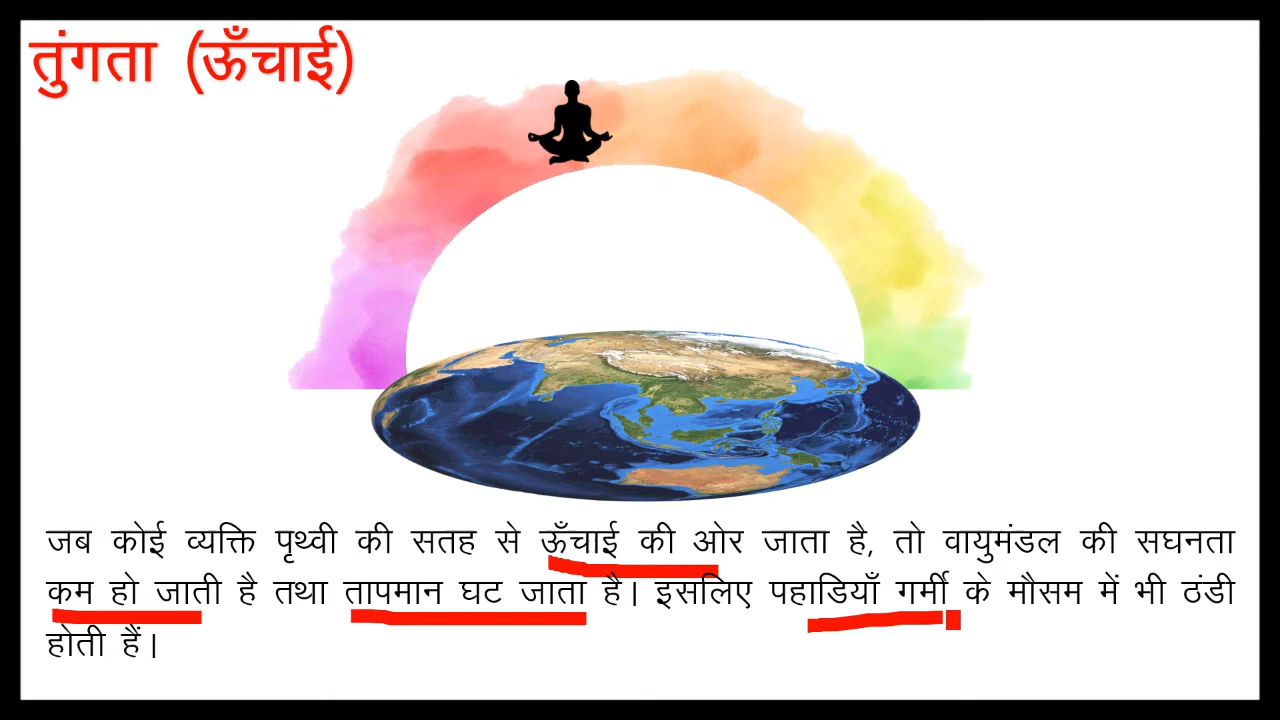 तुंगता (ऊँचाई)
जब कोई व्यक्ति पृथ्वी की सतह से ऊँचाई की ओर जाता है, तो वायुमंडल की सघनता
कम हो जाती है तथा तापमान घट जाता है। इसलिए पहाडियाँ गर्मी के मौसम में भी ठंडी
होती हैं।